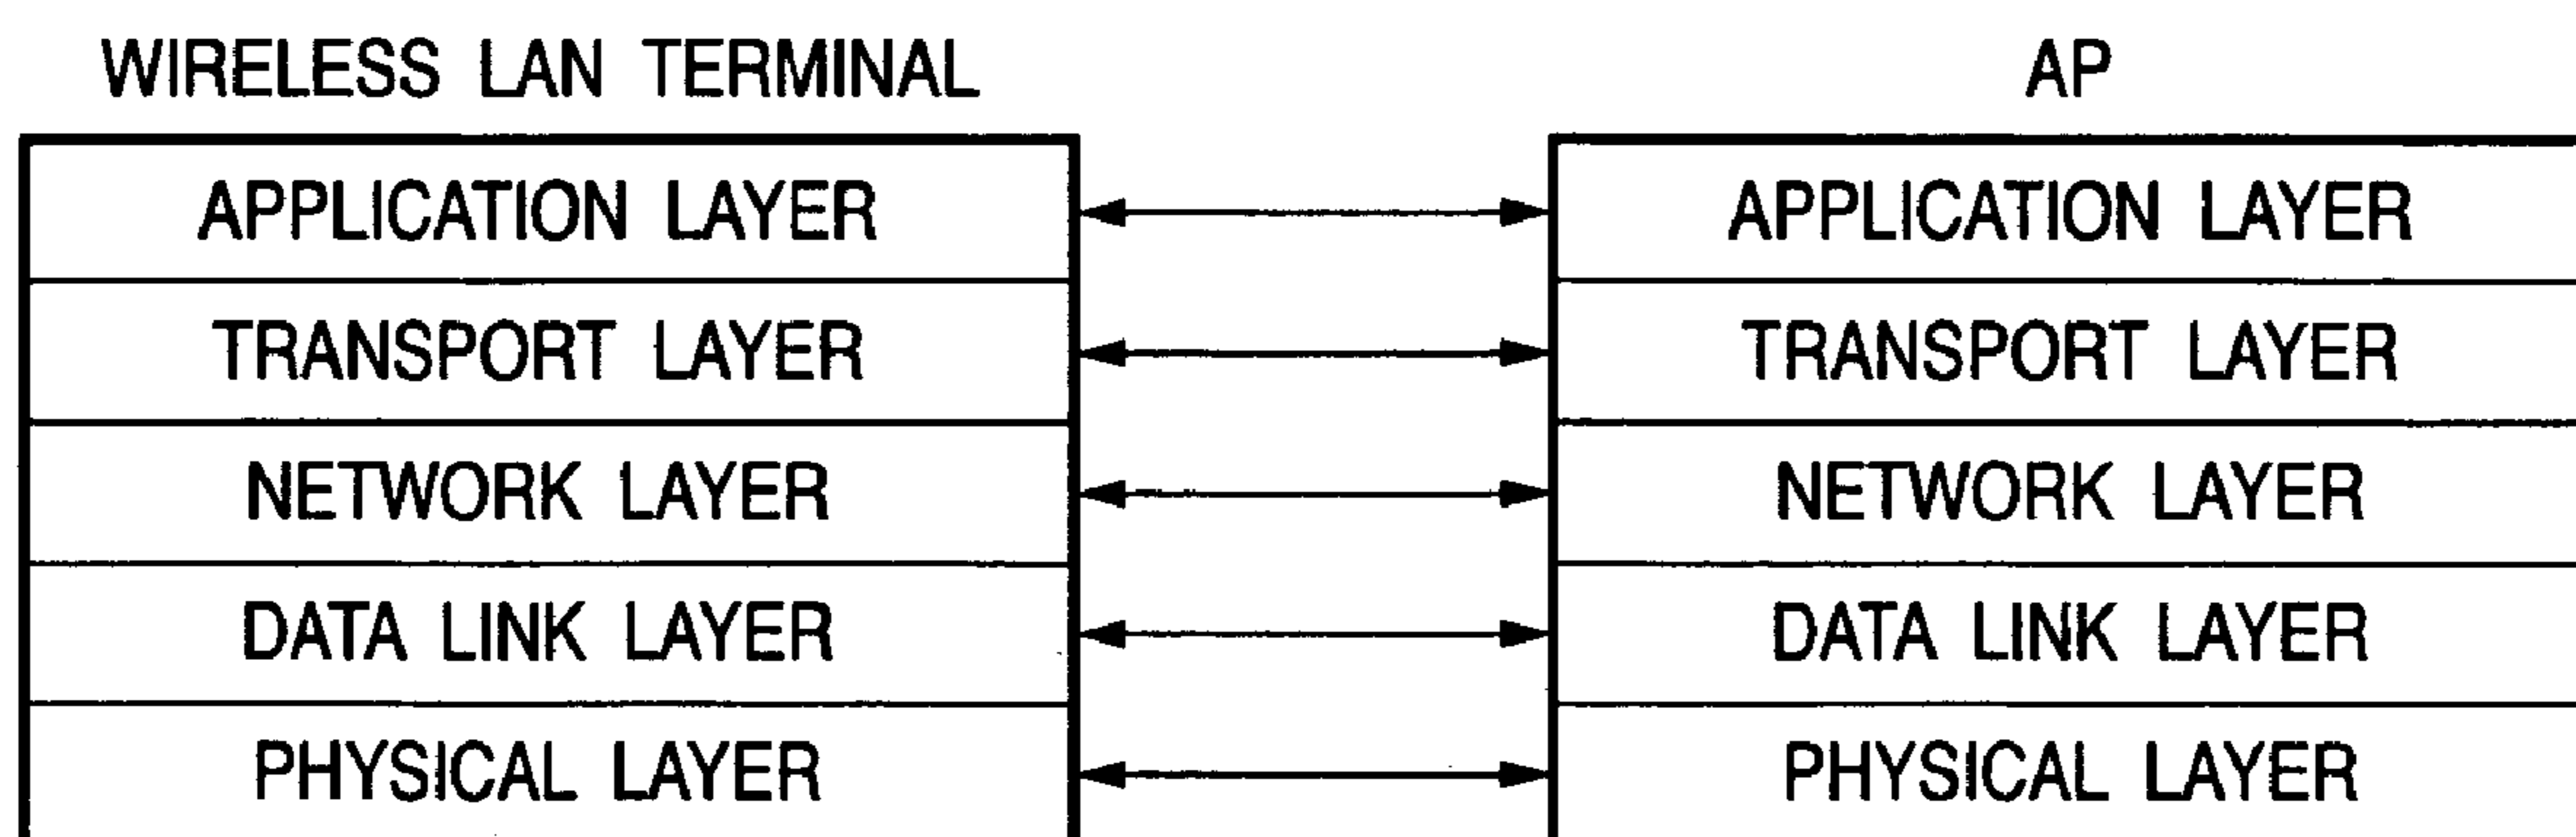 WIRELESS LAN TERMINAL
AP
APPLICATION LAYER
APPLICATION LAYER
TRANSPORT LAYER
TRANSPORT LAYER
NETWORK LAYER
NETWORK LAYER
DATA LINK LAYER
DATA LINK LAYER
PHYSICAL LAYER
PHYSICAL LAYER